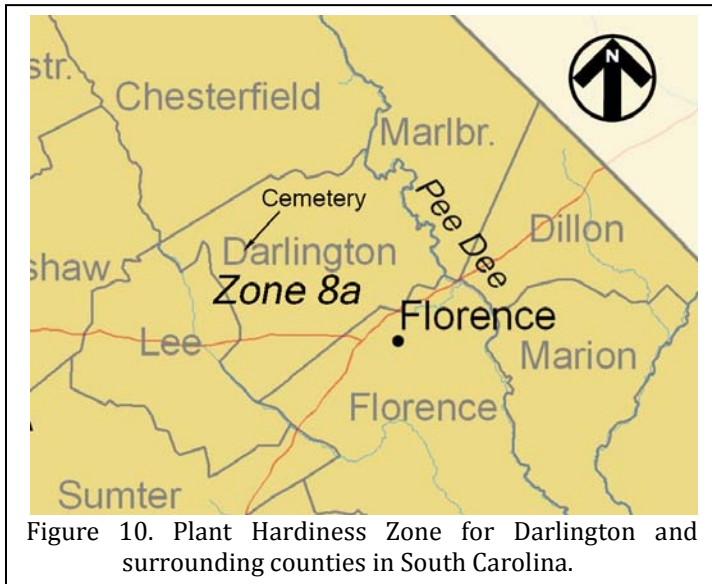 str.
Chesterfield
N
Marlbr.
Cemetery
Pee Dee
Dillon
Darlington
shaw
Zone 8a
Florence
Lee
Marion
Florence
Sumter
Figure 10. Plant Hardiness Zone for Darlington and
surrounding counties in South Carolina.